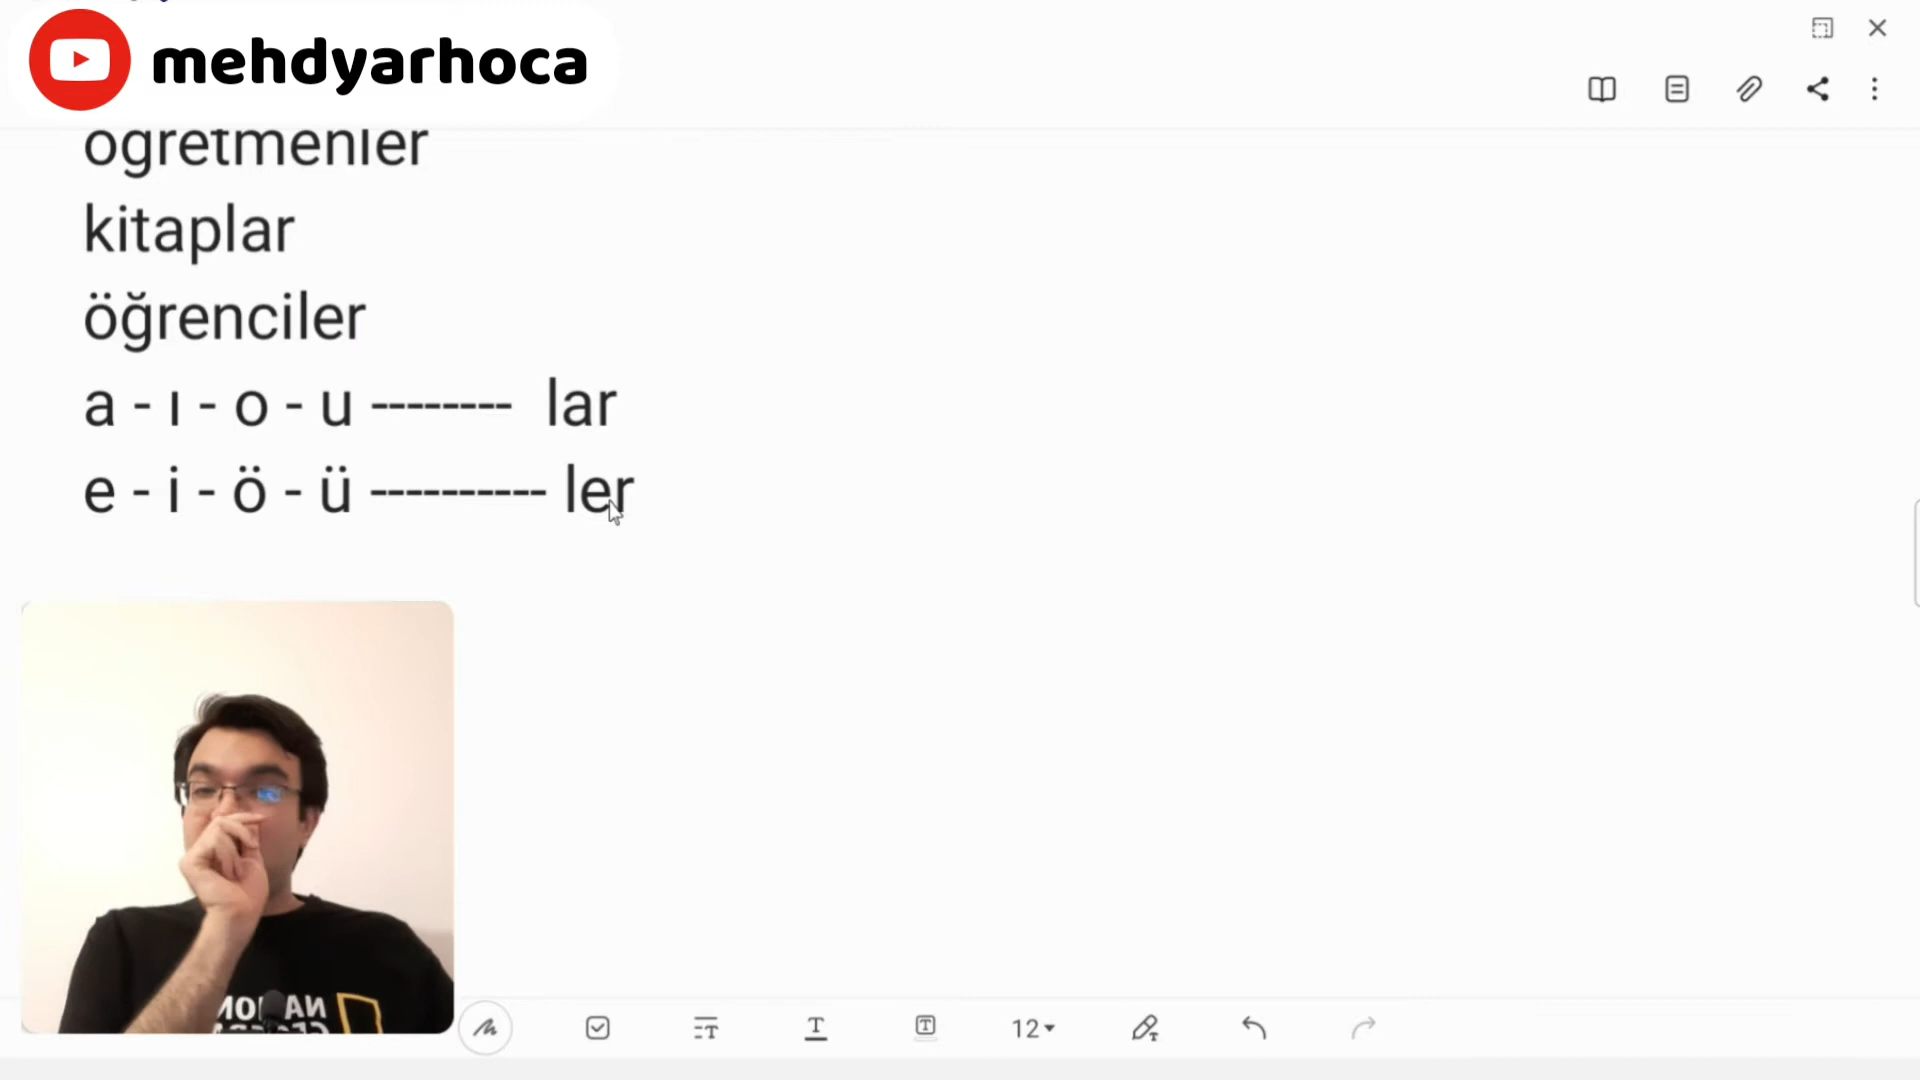 mehdyarhoca
öğretmenler
kitaplar
öğrenciler
a - ı - o - u -------- lar
e - i - ö - ü ---------- ler
12